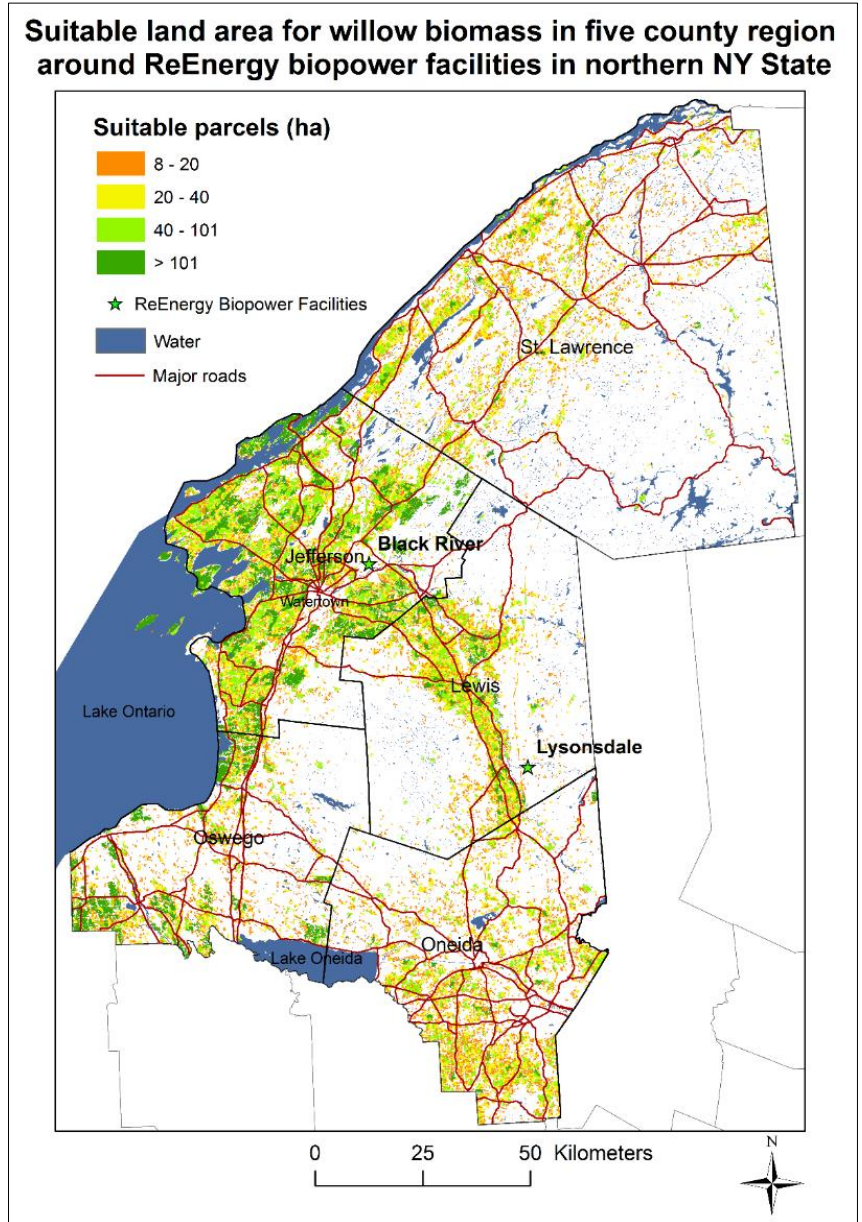 Suitable land area for willow biomass in five county region
around ReEnergy biopower facilities in northern NY State
Suitable parcels (ha)
8 - 20
20 - 40
40 - 101
> 101
ReEnergy Biopower Facilities
Water
Major roads
St. Lawrence
Black River
Jefferson
Watertown
Lewis
Lake Ontario
Lysonsdale
Oswego
Oneida
Lake Oneida
0 25 50 Kilometers
N